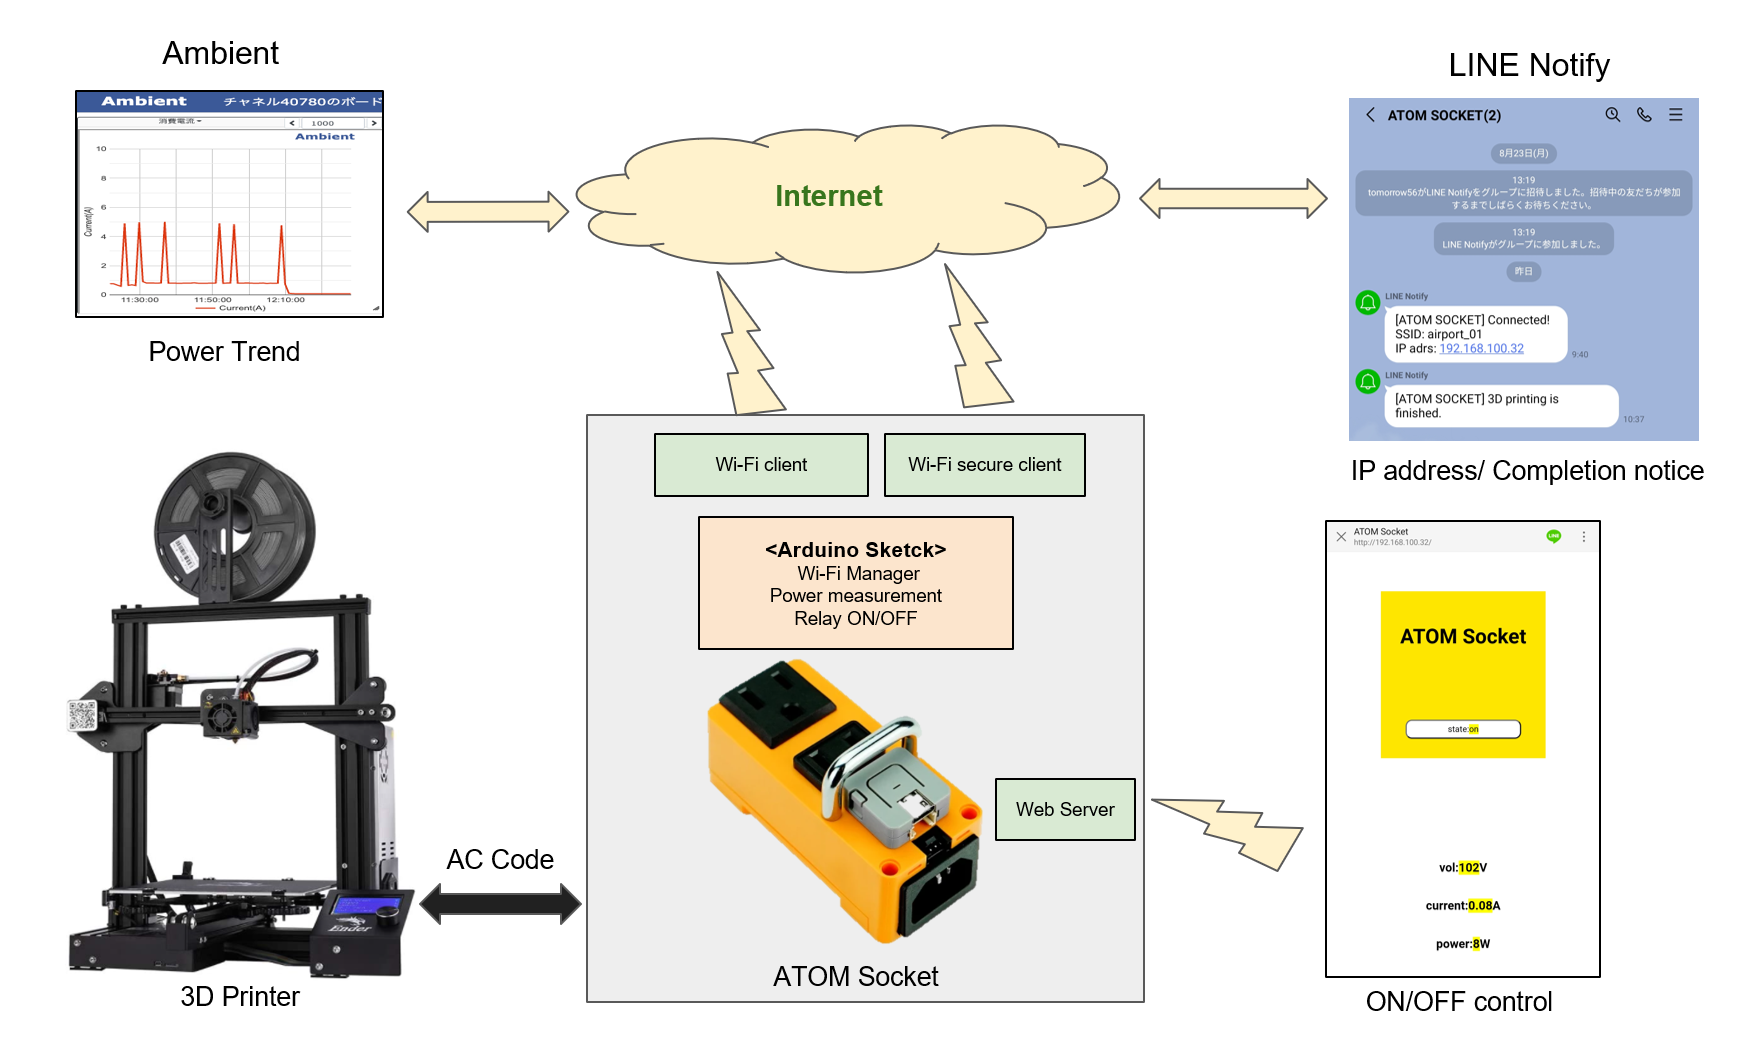 Ambient
Ambient チャネル40780のボード
消費電流
1000
Ambient
10
8
6
4
2
0
Current(A)
11:30:00 11:50:00 12:10:00
Current(A)
Power Trend
Internet
LINE Notify
ATOM SOCKET(2)
8月23日(月)
13:19
tomorrow56がLINE Notifyをグループに招待しました。招待中の友だちが参加
するまでしばらくお待ちください。
13:19
LINE Notifyがグループに参加しました。
昨日
LINE Notify
[ATOM SOCKET] Connected!
SSID: airport_01
IP adrs: 192.168.100.32
9:40
LINE Notify
[ATOM SOCKET] 3D printing is
finished.
10:37
IP address/ Completion notice
Wi-Fi client
Wi-Fi secure client
<Arduino Sketck>
Wi-Fi Manager
Power measurement
Relay ON/OFF
Web Server
ATOM Socket
AC Code
Ender
3D Printer
ATOM Socket
http://192.168.100.32/
LINE
ATOM Socket
state:on
vol:102V
current:0.08A
power:8W
ON/OFF control